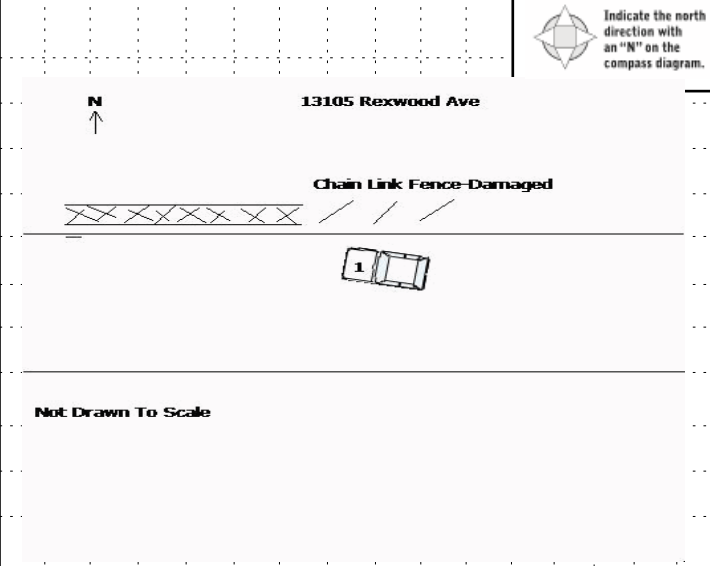 Indicate the north
direction with
an “N” on the
compass diagram.
N
13105 Rexwood Ave
Chain Link Fence-Damaged
1
Not Drawn To Scale